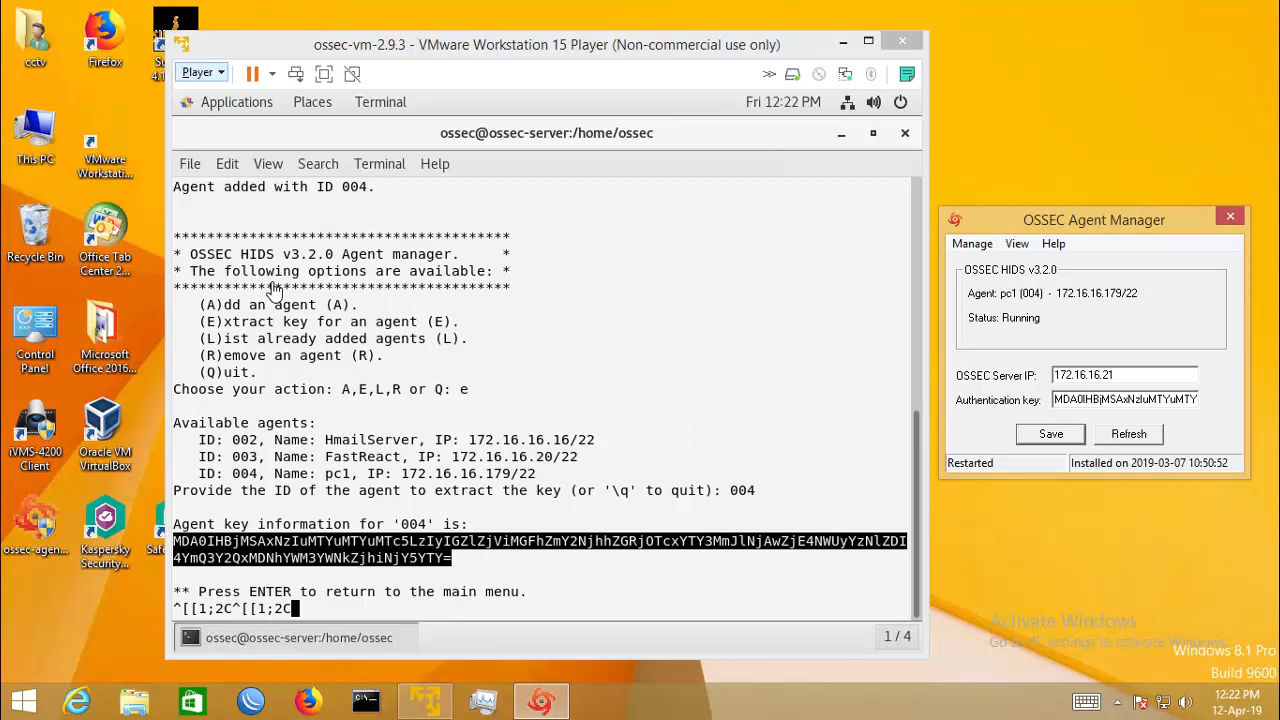 cctv
Firefox
Su
4.1
This PC
VMware
Workstati...
Recycle Bin
Office Tab
Center 2...
Control
Panel
Microsoft
Office 2016...
iVMS-4200
Client
Oracle VM
VirtualBox
ossec-agen...
Kaspersky
Security...
Safe
ossec-vm-2.9.3 - VMware Workstation 15 Player (Non-commercial use only)
Player
Applications Places Terminal Fri 12:22 PM
ossec@ossec-server:/home/ossec
File Edit View Search Terminal Help
Agent added with ID 004.
****************************************
* OSSEC HIDS v3.2.0 Agent manager. *
* The following options are available: *
****************************************
(A)dd an agent (A).
(E)xtract key for an agent (E).
(L)ist already added agents (L).
(R)emove an agent (R).
(Q)uit.
Choose your action: A,E,L,R or Q: e
Available agents:
ID: 002, Name: HmailServer, IP: 172.16.16.16/22
ID: 003, Name: FastReact, IP: 172.16.16.20/22
ID: 004, Name: pc1, IP: 172.16.16.179/22
Provide the ID of the agent to extract the key (or '\q' to quit): 004
Agent key information for '004' is:
MDA0IHBjMSAxNzIuMTYuMTYuMTc5LzIyIGZlZjViMGFhZmY2NjhhZGRjOTcxYTY3MmJlNjAwZjE4NWUyYzNlZDI
4YmQ3Y2QxMDNhYWM3YWNkZjhiNjY5YTY=
** Press ENTER to return to the main menu.
^[[1;2C^[[1;2C
ossec@ossec-server:/home/ossec
1 / 4
OSSEC Agent Manager
Manage View Help
OSSEC HIDS v3.2.0
Agent: pc1 (004) - 172.16.16.179/22
Status: Running
OSSEC Server IP: 172.16.16.21
Authentication key: MDA0IHBjMSAxNzIuMTYuMTY
Save Refresh
Restarted Installed on 2019-03-07 10:50:52
Activate Windows
Go to PC settings to activate Windows.
Windows 8.1 Pro
Build 9600
12:22 PM
12-Apr-19